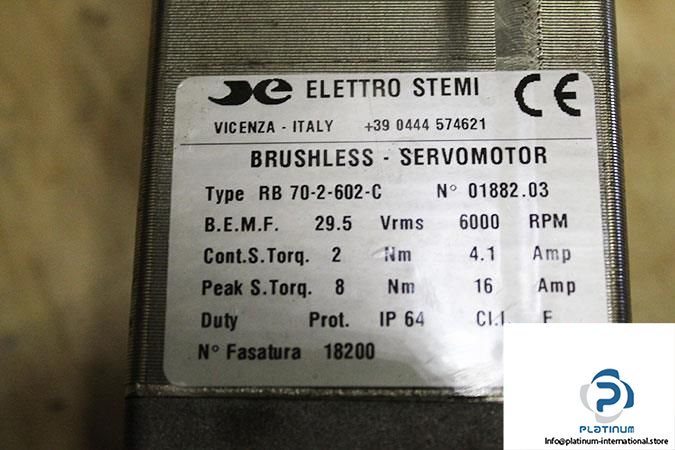 ELETTRO STEMI CE
VICENZA - ITALY +39 0444 574621
BRUSHLESS - SERVOMOTOR
Type RB 70-2-602-C N° 01882.03
B.E.M.F. 29.5 Vrms 6000 RPM
Cont.S.Torq. 2 Nm 4.1 Amp
Peak S.Torq. 8 Nm 16 Amp
Duty Prot. IP 64 Cl.I. F
N° Fasatura 18200
PLATINUM
Info@platinum-international.store